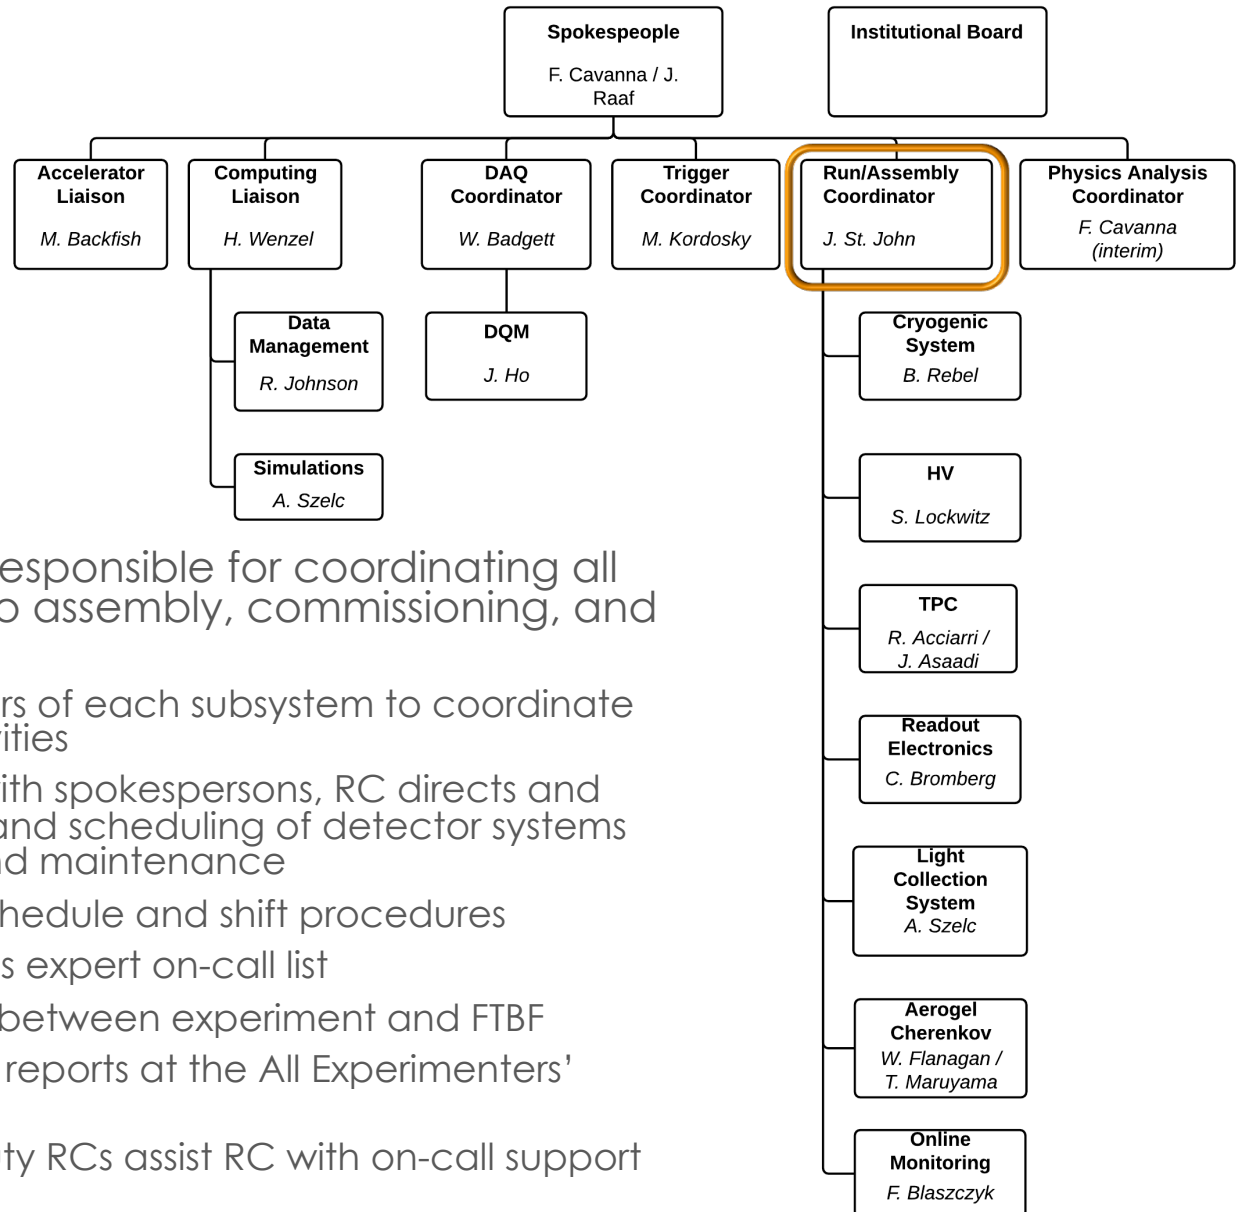 Spokespeople
F. Cavanna / J.
Raaf
Institutional Board
Accelerator
Liaison
M. Backfish
Computing
Liaison
H. Wenzel
DAQ
Coordinator
W. Badgett
Trigger
Coordinator
M. Kordosky
Run/Assembly
Coordinator
J. St. John
Physics Analysis
Coordinator
F. Cavanna
(interim)
Data
Management
R. Johnson
DQM
J. Ho
Cryogenic
System
B. Rebel
Simulations
A. Szelc
HV
S. Lockwitz
TPC
R. Acciarri /
J. Asaadi
Readout
Electronics
C. Bromberg
Light
Collection
System
A. Szelc
Aerogel
Cherenkov
W. Flanagan /
T. Maruyama
Online
Monitoring
F. Blaszczyk
esponsible for coordinating all
o assembly, commissioning, and
rs of each subsystem to coordinate
ities
ith spokespersons, RC directs and
and scheduling of detector systems
nd maintenance
hedule and shift procedures
s expert on-call list
between experiment and FTBF
reports at the All Experimenters’
ty RCs assist RC with on-call support